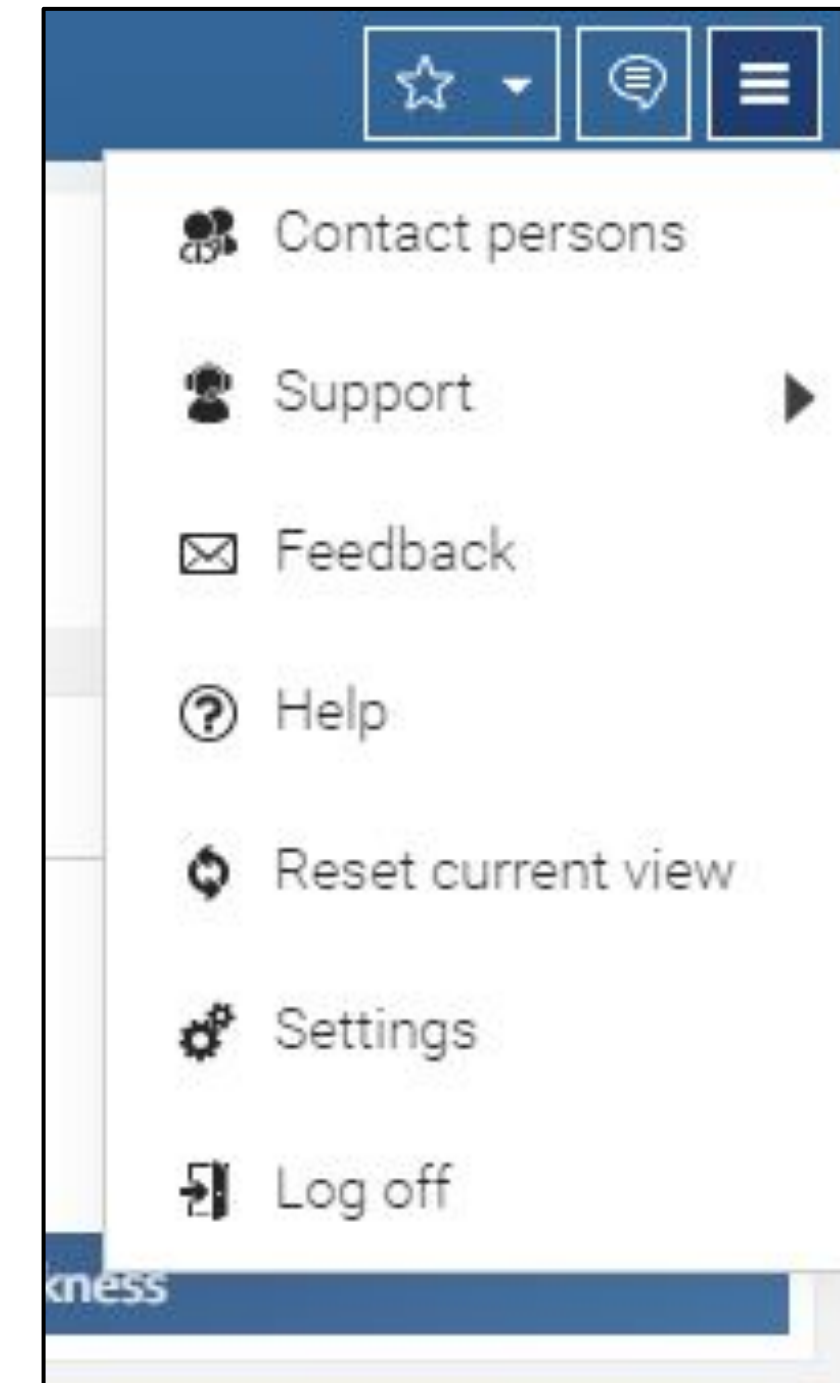 Contact persons
Support
Feedback
Help
Reset current view
Settings
Log off
kness